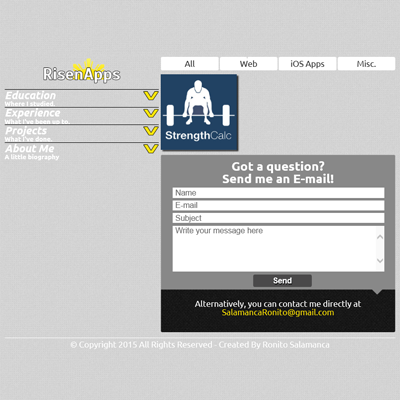 RisenApps
Education
Where I studied.
Experience
What I've been up to.
Projects
What I've done.
About Me
A little biography
All
Web
iOS Apps
Misc.
StrengthCalc
Got a question?
Send me an E-mail!
Name
E-mail
Subject
Write your message here
Send
Alternatively, you can contact me directly at
SalamancaRonito@gmail.com
© Copyright 2015 All Rights Reserved - Created By Ronito Salamanca